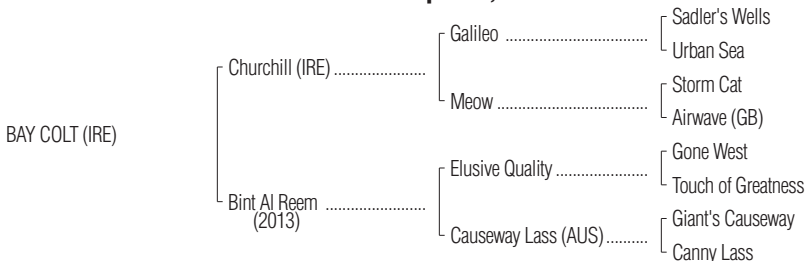 Sadler's Wells
Galileo ................................
Urban Sea
Churchill (IRE) .....................
Storm Cat
Meow ..................................
Airwave (GB)
BAY COLT (IRE)
Gone West
Elusive Quality .....................
Touch of Greatness
Bint Al Reem .......................
(2013)
Giant's Causeway
Causeway Lass (AUS) ..........
Canny Lass